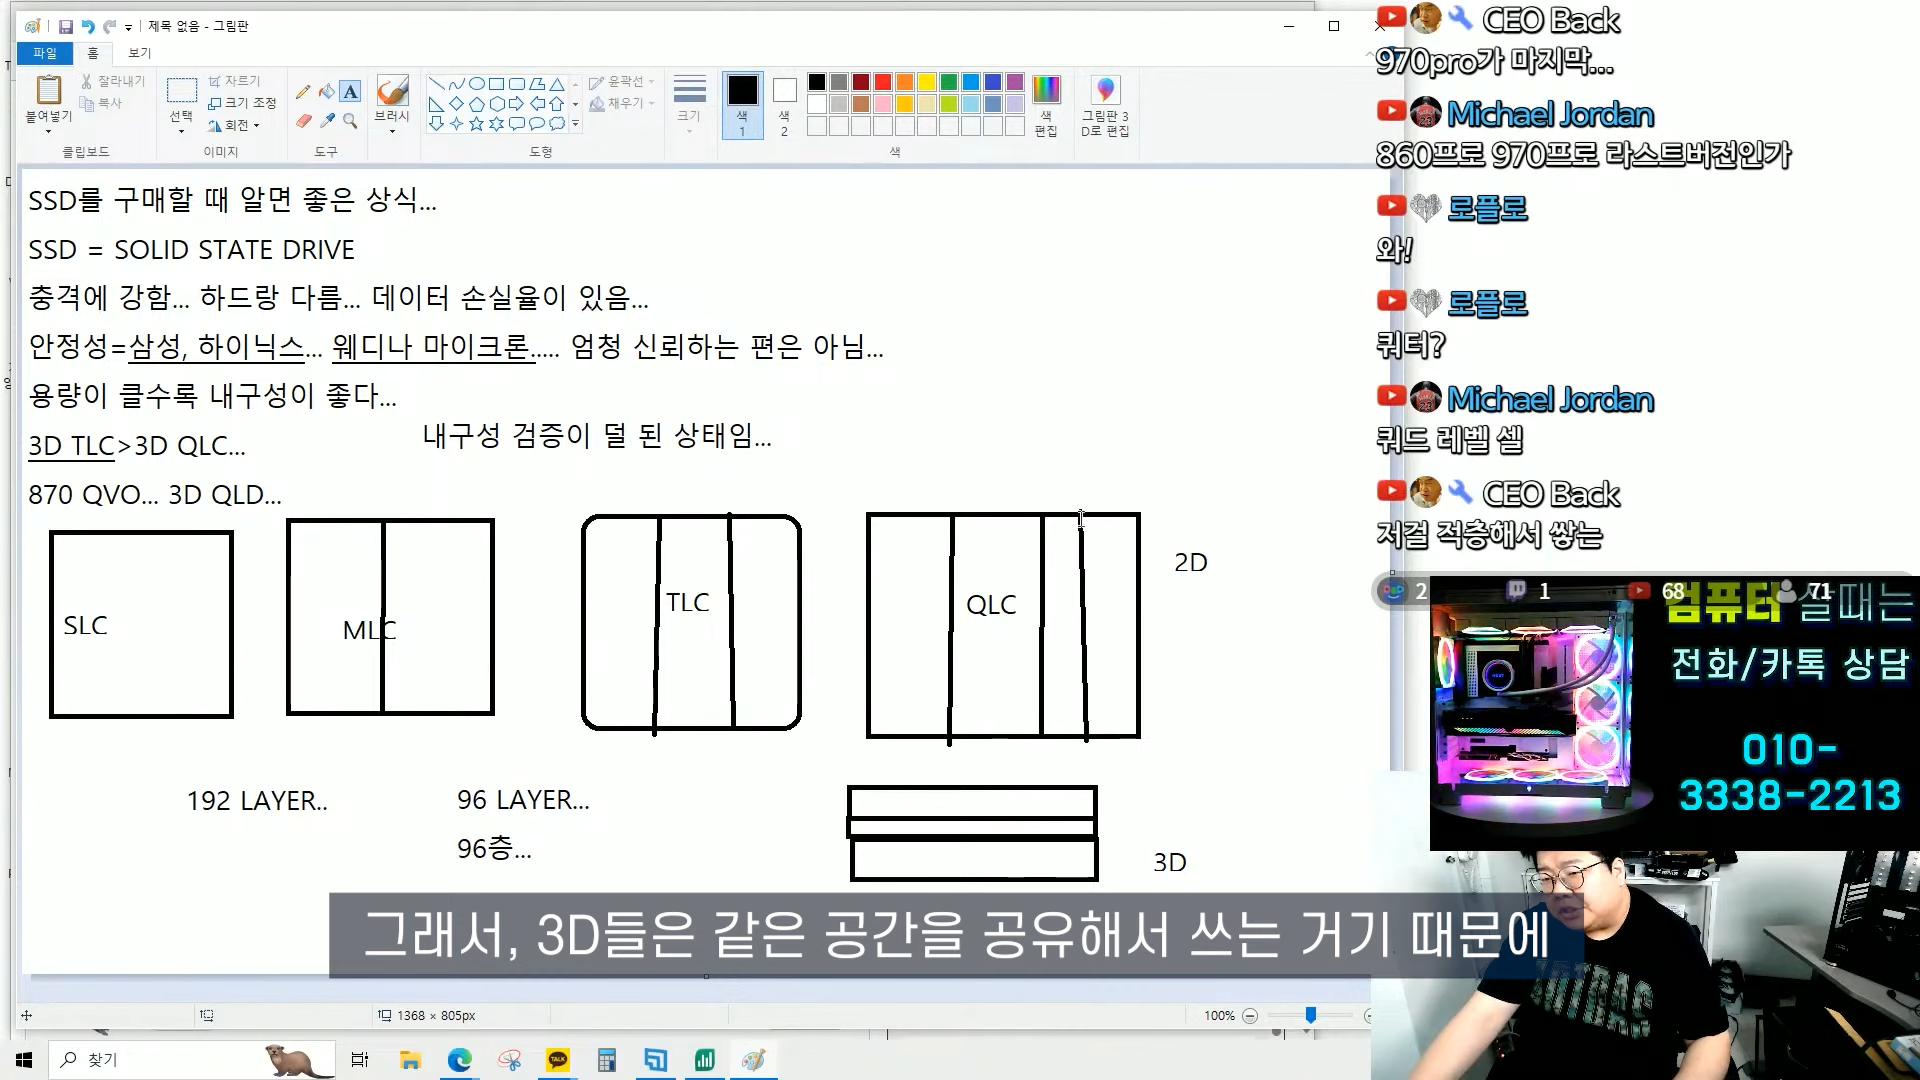 제목 없음 - 그림판
파일
홈
보기
붙여넣기
잘라내기
복사
클립보드
선택
자르기
크기 조정
회전
이미지
A
도구
브러시
윤곽선
채우기
도형
크기
색
1
색
2
색
편집
색
그림판 3
D로 편집
SSD를 구매할 때 알면 좋은 상식...
SSD = SOLID STATE DRIVE
충격에 강함... 하드랑 다름... 데이터 손실율이 있음...
안정성=삼성, 하이닉스... 웨디나 마이크론..... 엄청 신뢰하는 편은 아님...
용량이 클수록 내구성이 좋다...
내구성 검증이 덜 된 상태임...
3D TLC>3D QLC...
870 QVO... 3D QLD...
SLC
MLC
TLC
QLC
2D
192 LAYER..
96 LAYER...
96층...
3D
그래서, 3D들은 같은 공간을 공유해서 쓰는 거기 때문에
1368 × 805px
100%
찾기
TALK
CEO Back
970pro가 마지막...
Michael Jordan
860프로 970프로 라스트버전인가
로플로
와!
로플로
쿼터?
Michael Jordan
쿼드 레벨 셀
CEO Back
저걸 적층해서 쌓는
2
1
68
71
컴퓨터 살때는
전화/카톡 상담
010-
3338-2213